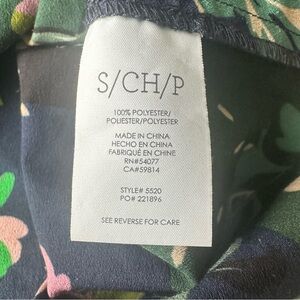 S/CH/P
100% POLYESTER/
POLIESTER/POLYESTER
MADE IN CHINA
HECHO EN CHINA
FABRIQUÉ EN CHINE
RN#54077
CA#59814
STYLE# 5520
PO# 221896
SEE REVERSE FOR CARE